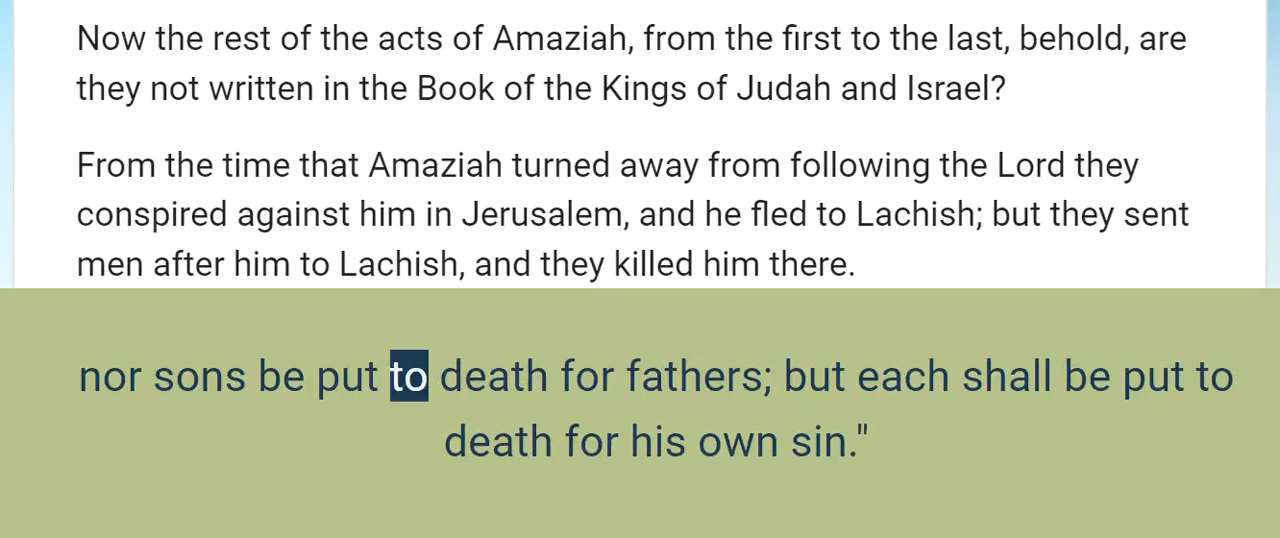 Now the rest of the acts of Amaziah, from the first to the last, behold, are
they not written in the Book of the Kings of Judah and Israel?
From the time that Amaziah turned away from following the Lord they
conspired against him in Jerusalem, and he fled to Lachish; but they sent
men after him to Lachish, and they killed him there.
nor sons be put to death for fathers; but each shall be put to
death for his own sin."